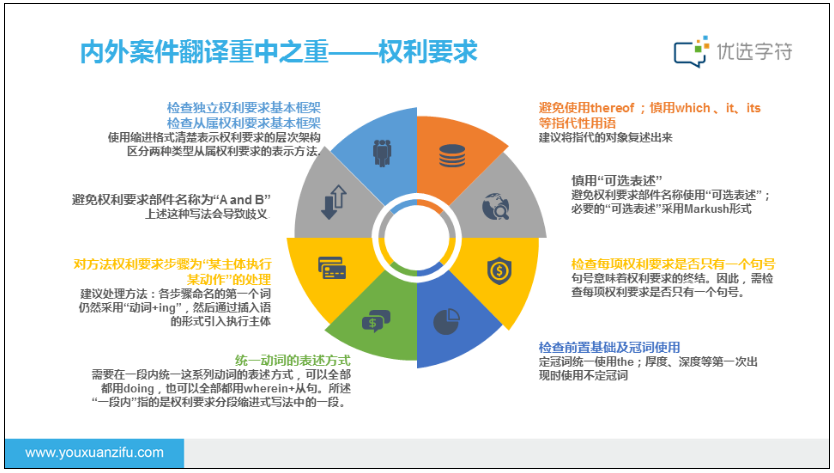 内外案件翻译重中之重——权利要求
优选字符
检查独立权利要求基本框架
检查从属权利要求基本框架
使用缩进格式清楚表示权利要求的层次架构
区分两种类型从属权利要求的表示方法。
避免权利要求部件名称为“A and B”
上述这种写法会导致歧义
对方法权利要求步骤为“某主体执行
某动作”的处理
建议处理方法：各步骤命名的第一个词
仍然采用“动词+ing”，然后通过插入语
的形式引入执行主体
统一动词的表述方式
需要在一段内统一这系列动词的表述方式，可以全部
都用doing，也可以全部都用wherein+从句。所述
“一段内”指的是权利要求分段缩进式写法中的一段。
避免使用thereof ；慎用which 、it、its
等指代性用语
建议将指代的对象复述出来
慎用“可选表述”
避免权利要求部件名称使用“可选表述”；
必要的“可选表述”采用Markush形式
检查每项权利要求是否只有一个句号
句号意味着权利要求的终结。因此，需检
查每项权利要求是否只有一个句号。
检查前置基础及冠词使用
定冠词统一使用the；厚度、深度等第一次出
现时使用不定冠词
www.youxuanzifu.com